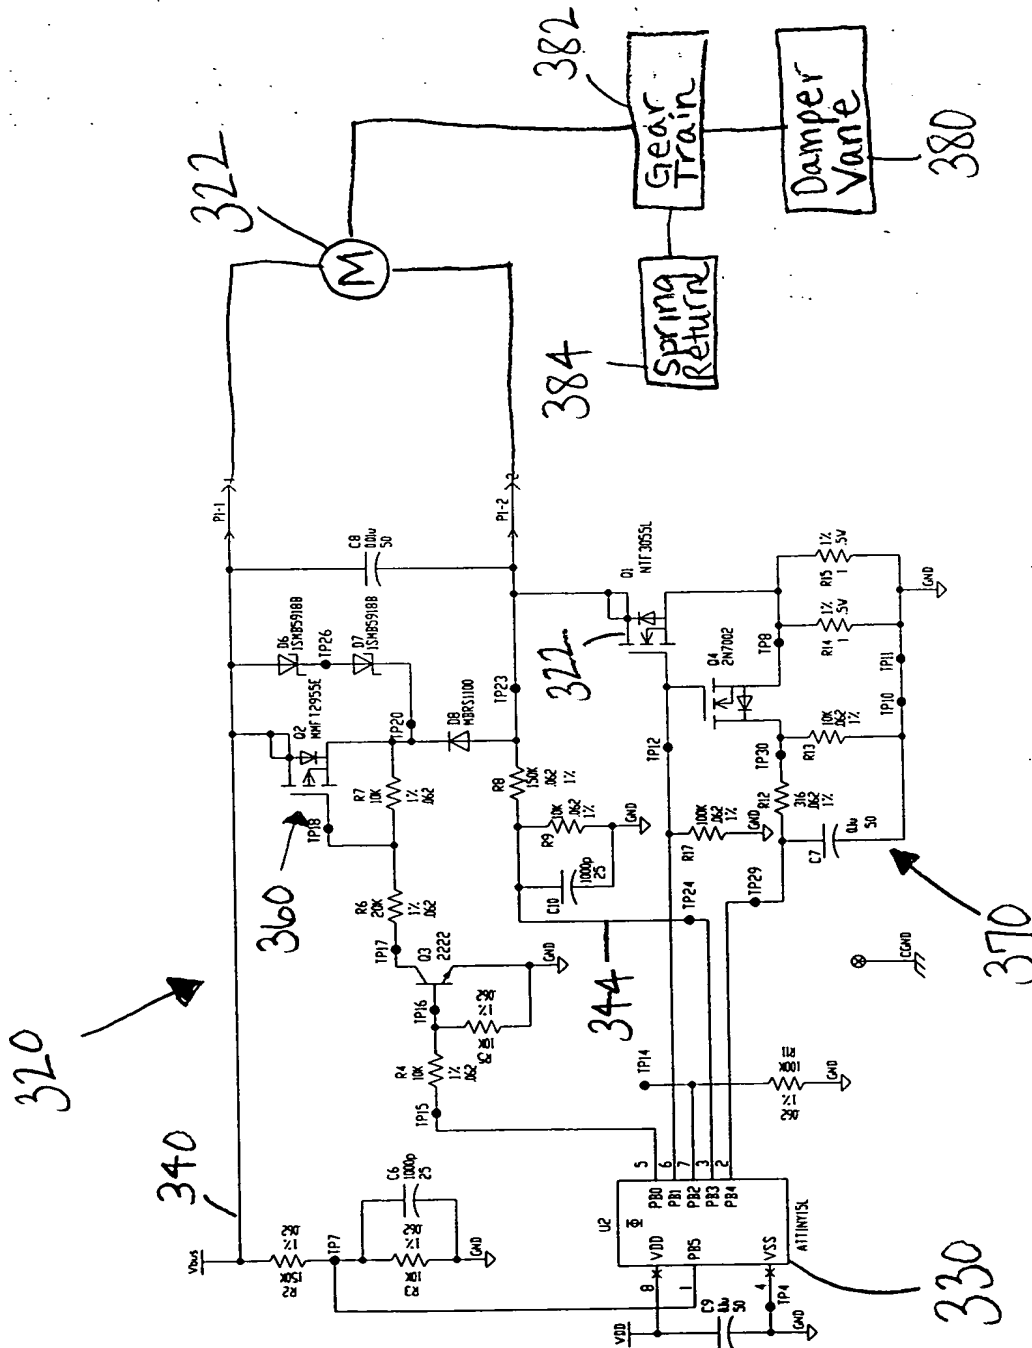 320
340
Vbus
R2
150K
1%
.062
TP7
R3
10K
1%
.062
C6
1000p
25
GND
VDD
C9
0.1u
50
TP4
GND
8
VDD
1
PB5
4
VSS
U2
ATTINY15L
PB0
PB1
PB2
PB3
PB4
5
6
7
3
2
330
TP15
R4
10K
1%
.062
TP16
R5
10K
1%
.062
Q3
2222
GND
TP17
R6
20K
1%
.062
360
TP18
Q2
MMFT2955E
R7
10K
1%
.062
D6
1SMB5918B
TP26
D7
1SMB5918B
TP20
D8
MBRS1100
C8
0.01u
50
P1-1
1
P1-2
2
322
M
382
Gear
Train
384
Spring
Return
Damper
Vane
380
TP23
R8
150K
.062
1%
R9
10K
.062
1%
GND
C10
1000p
25
344
TP24
TP14
R11
100K
1%
.062
GND
322
Q1
NTF3055L
TP12
R17
100K
.062
1%
GND
Q4
2N7002
TP8
TP30
R12
316
.062
1%
R13
10K
.062
1%
R14
1
1%
.5W
R15
1
1%
.5W
GND
TP11
TP10
TP29
C7
0.1u
50
370
CGND